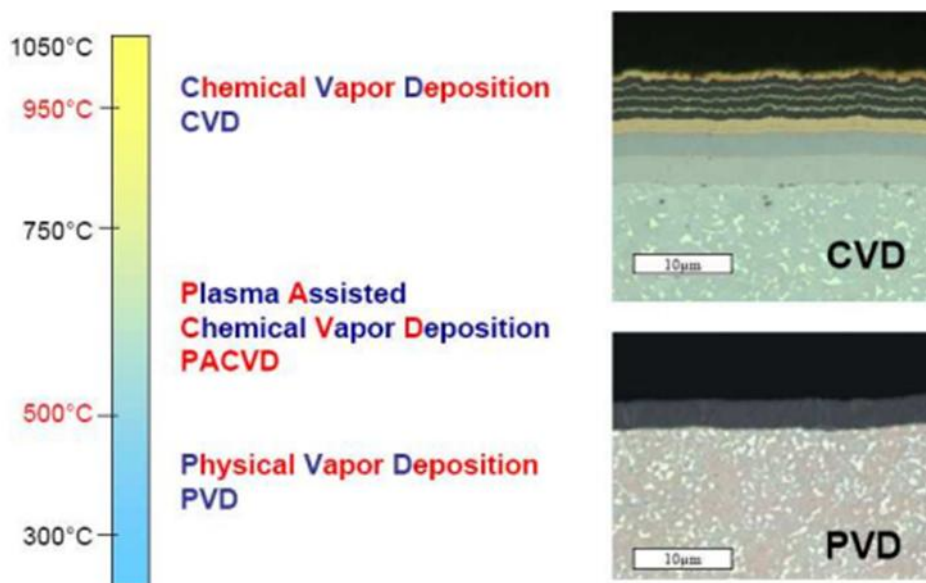 1050°C
950°C
750°C
500°C
300°C
Chemical Vapor Deposition
CVD
Plasma Assisted
Chemical Vapor Deposition
PACVD
Physical Vapor Deposition
PVD
CVD
10µm
PVD
10µm